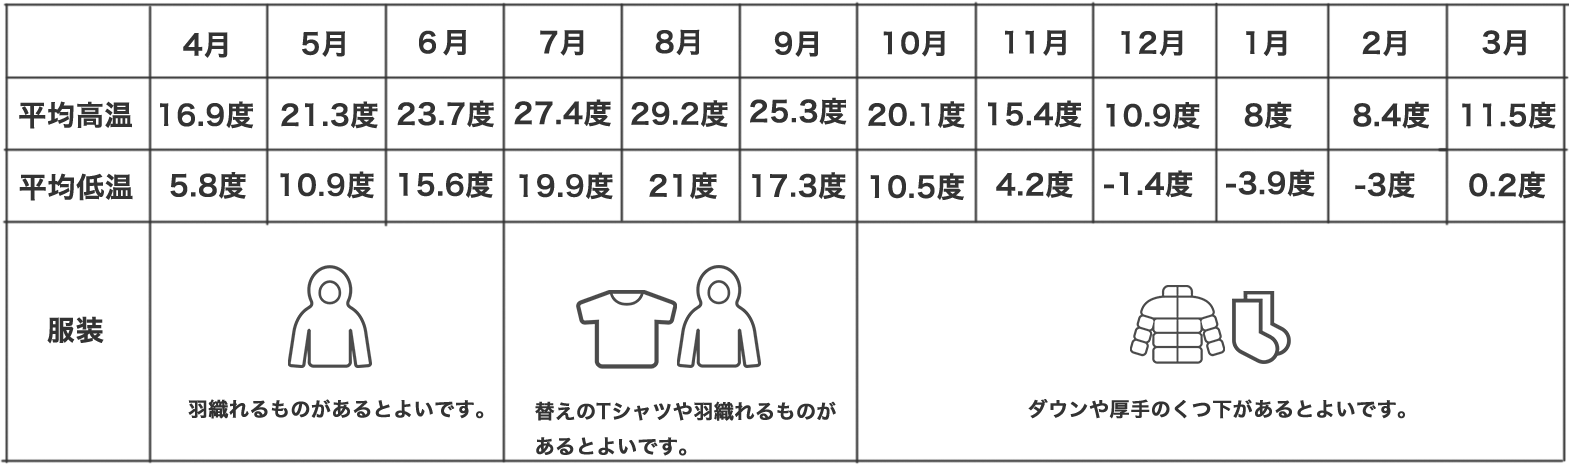 4月 5月 6月 7月 8月 9月 10月 11月 12月 1月 2月 3月
平均高温 16.9度 21.3度 23.7度 27.4度 29.2度 25.3度 20.1度 15.4度 10.9度 8度 8.4度 11.5度
平均低温 5.8度 10.9度 15.6度 19.9度 21度 17.3度 10.5度 4.2度 -1.4度 -3.9度 -3度 0.2度
服装
羽織れるものがあるとよいです。
替えのTシャツや羽織れるものが
あるとよいです。
ダウンや厚手のくつ下があるとよいです。